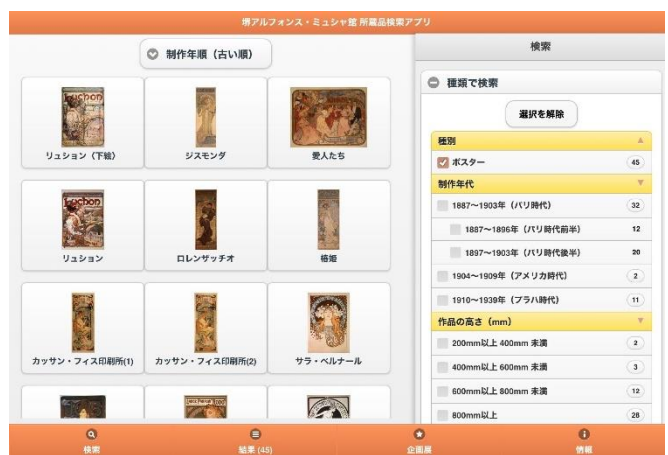 堺アルフォンス・ミュシャ館 所蔵品検索アプリ
制作年順（古い順）
リュション（下絵）
ジスモンダ
愛人たち
リュション
ロレンザッチオ
椿姫
カッサン・フィス印刷所(1)
カッサン・フィス印刷所(2)
サラ・ベルナール
検索
種類で検索
選択を解除
種別
ポスター
45
制作年代
1887〜1903年（パリ時代）
32
1887〜1896年（パリ時代前半）
12
1897〜1903年（パリ時代後半）
20
1904〜1909年（アメリカ時代）
2
1910〜1939年（プラハ時代）
11
作品の高さ（mm）
200mm以上 400mm 未満
2
400mm以上 600mm 未満
3
600mm以上 800mm 未満
12
800mm以上
28
検索
結果 (45)
企画展
情報